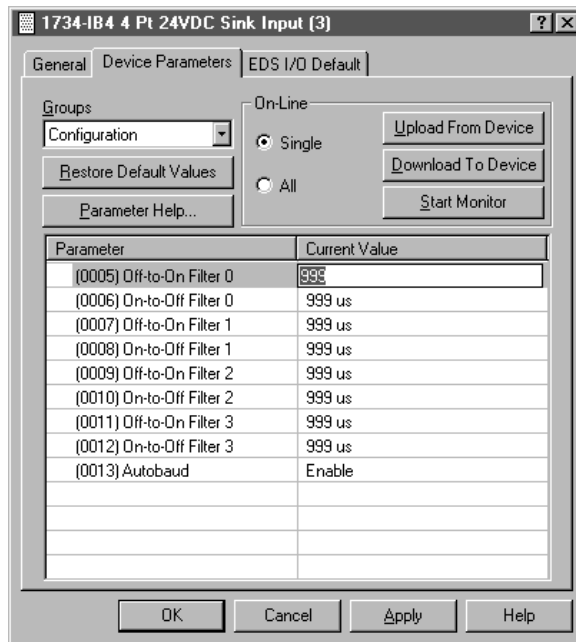 1734-IB4 4 Pt 24VDC Sink Input (3)
General Device Parameters EDS I/O Default
Groups
Configuration
Restore Default Values
Parameter Help...
On-Line
Single
All
Upload From Device
Download To Device
Start Monitor
Parameter Current Value
(0005) Off-to-On Filter 0 999
(0006) On-to-Off Filter 0 999 us
(0007) Off-to-On Filter 1 999 us
(0008) On-to-Off Filter 1 999 us
(0009) Off-to-On Filter 2 999 us
(0010) On-to-Off Filter 2 999 us
(0011) Off-to-On Filter 3 999 us
(0012) On-to-Off Filter 3 999 us
(0013) Autobaud Enable
OK Cancel Apply Help